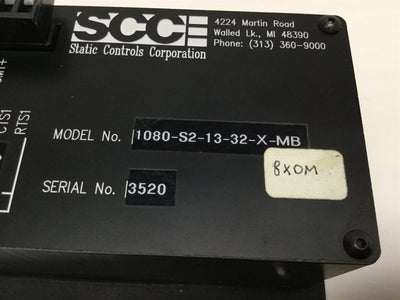 SCC
Static Controls Corporation
4224 Martin Road
Walled Lk., MI 48390
Phone: (313) 360-9000
CTS1
RTS1
MODEL No. 1080-S2-13-32-X-MB
SERIAL No. 3520
8XOM